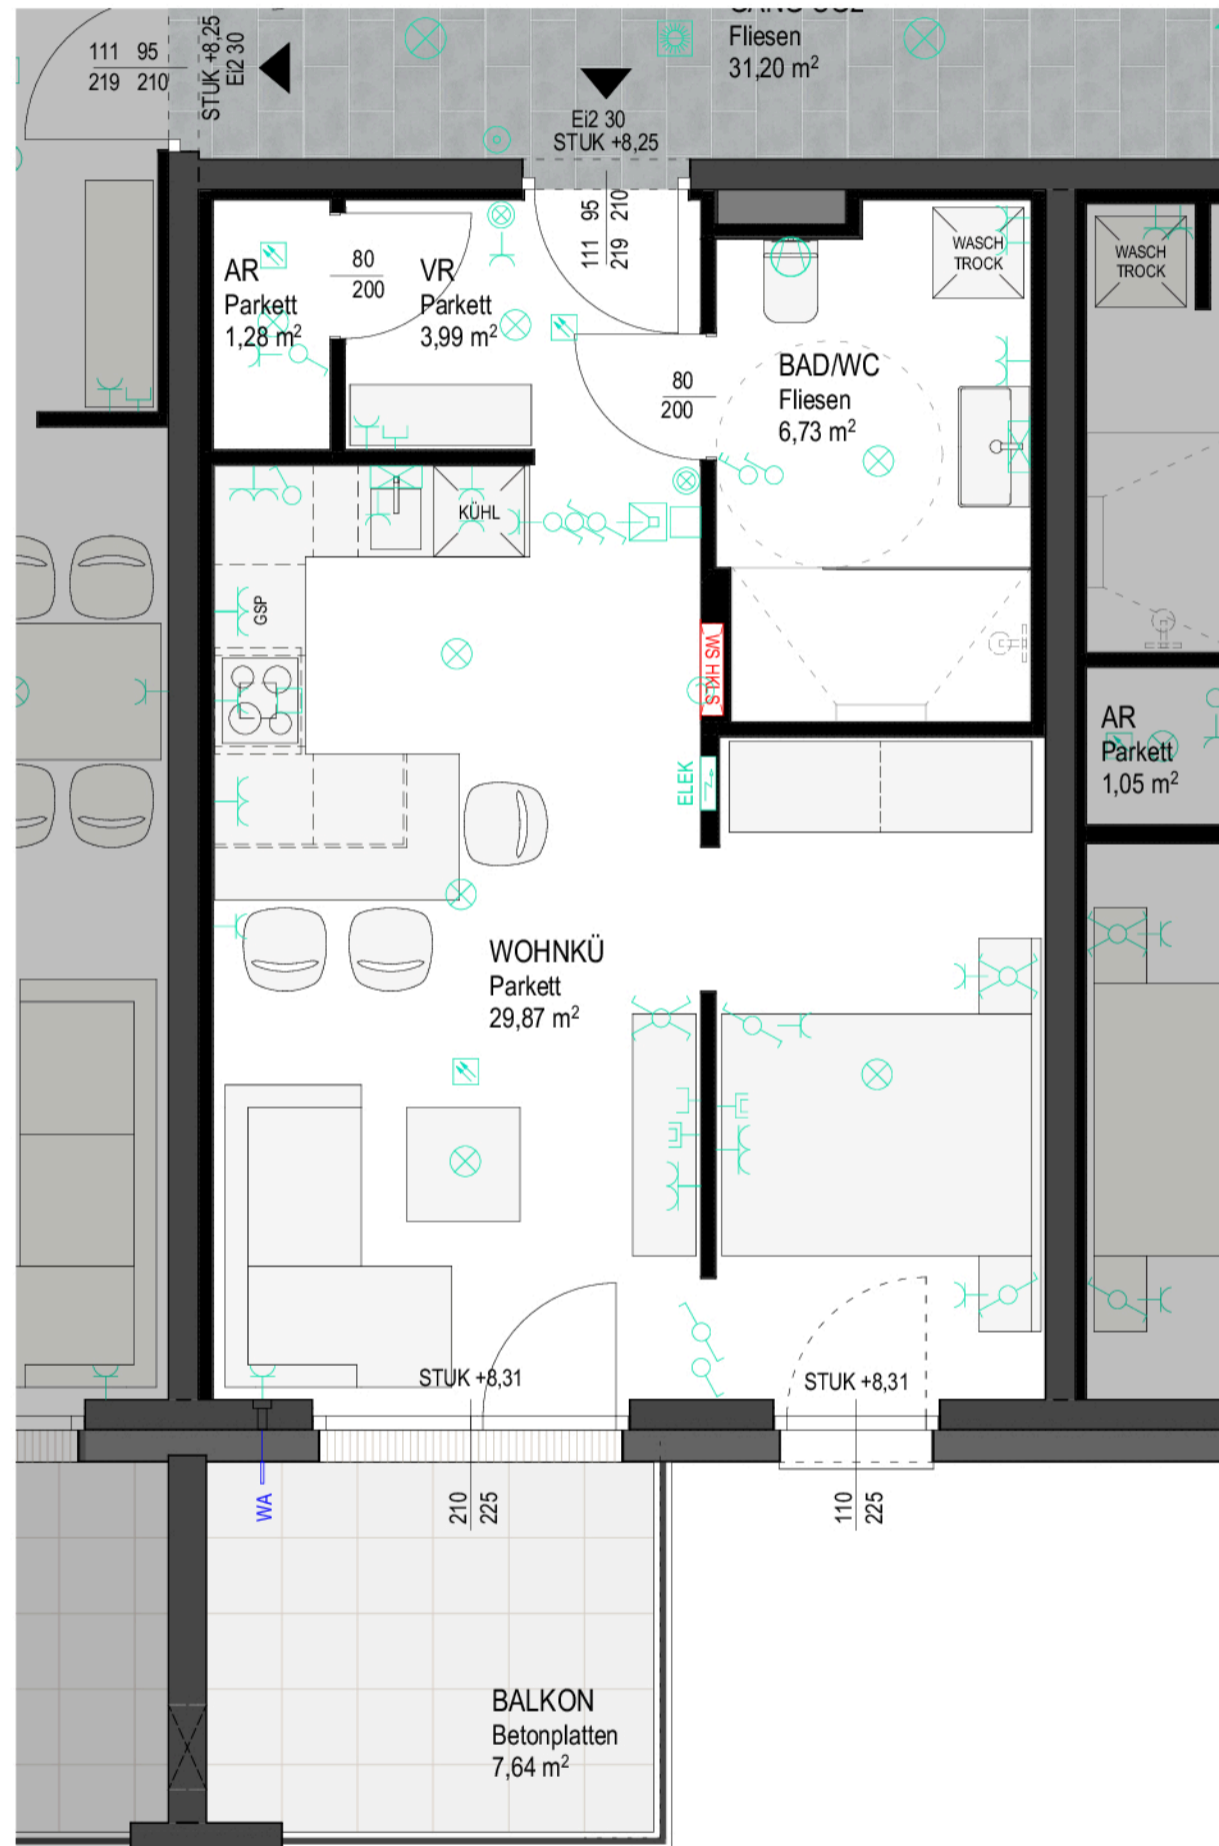 Fliesen
31,20 m²
111 95
219 210
STUK +8,25
Ei2 30
Ei2 30
STUK +8,25
111 95
219 210
AR
Parkett
1,28 m²
80
200
VR
Parkett
3,99 m²
WASCH
TROCK
WASCH
TROCK
80
200
BAD/WC
Fliesen
6,73 m²
KÜHL
GSP
WS HKLS
ELEK
AR
Parkett
1,05 m²
WOHNKÜ
Parkett
29,87 m²
STUK +8,31
STUK +8,31
WA
210
225
110
225
BALKON
Betonplatten
7,64 m²